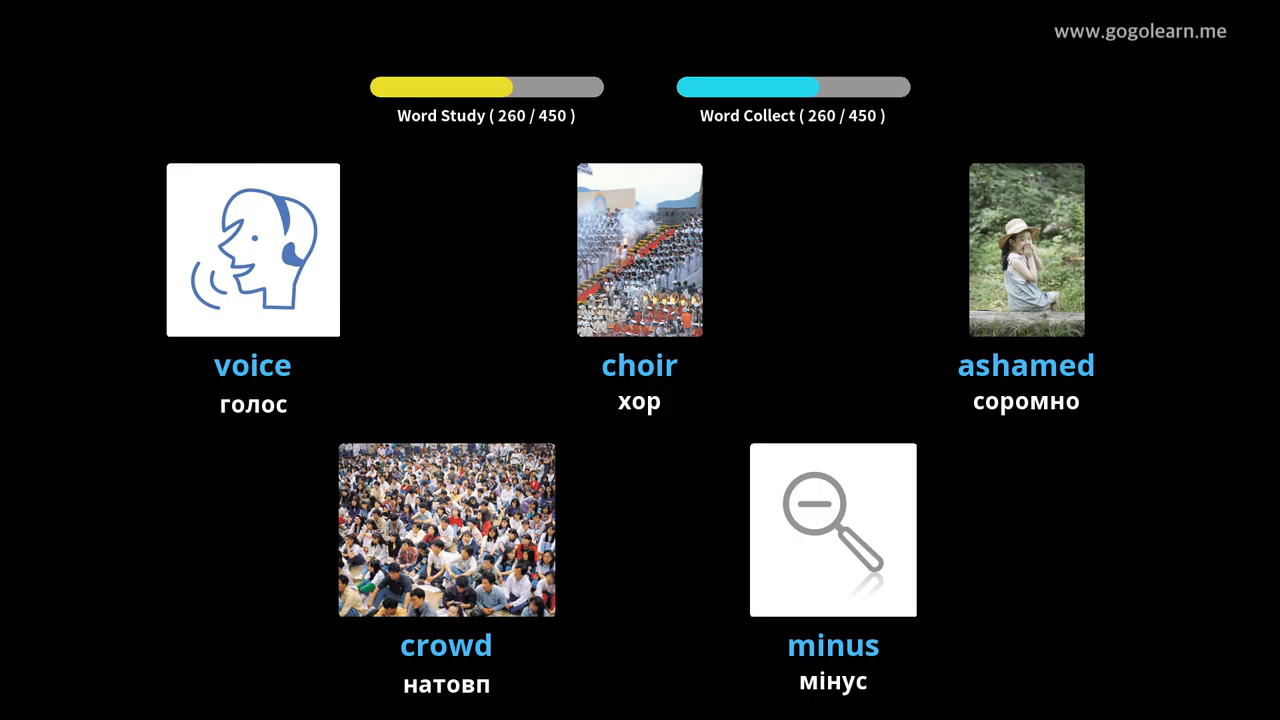 www.gogolearn.me
Word Study ( 260 / 450 )
Word Collect ( 260 / 450 )
voice
choir
ashamed
голос
хор
соромно
crowd
minus
натовп
мінус